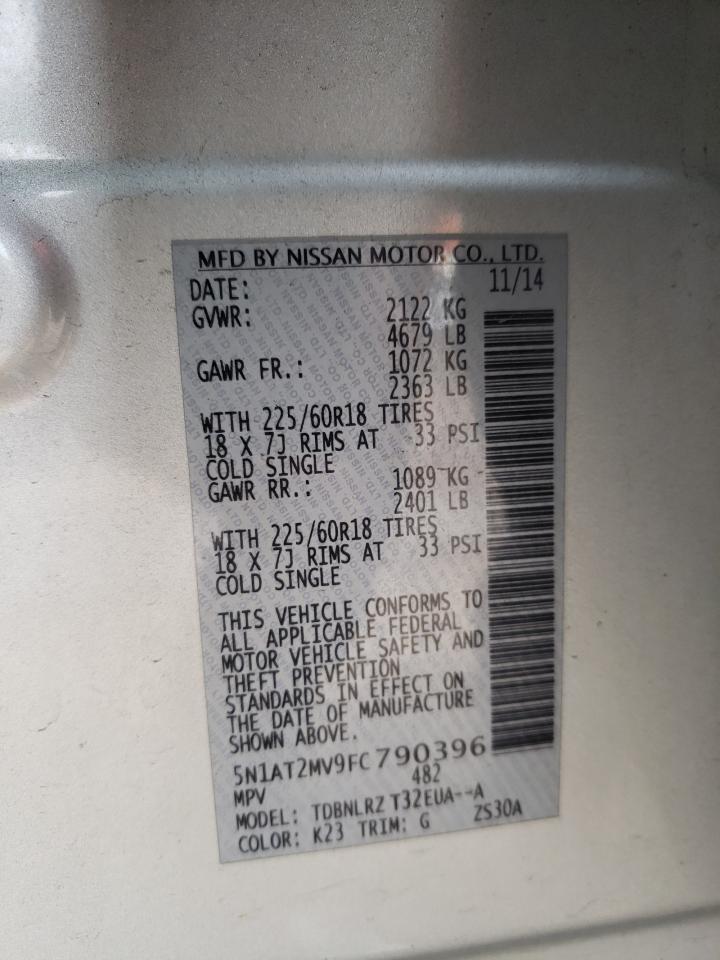 MFD BY NISSAN MOTOR CO., LTD.
DATE: 11/14
GVWR: 2122 KG
4679 LB
GAWR FR.: 1072 KG
2363 LB
WITH 225/60R18 TIRES
18 X 7J RIMS AT 33 PSI
COLD SINGLE
GAWR RR.: 1089 KG
2401 LB
WITH 225/60R18 TIRES
18 X 7J RIMS AT 33 PSI
COLD SINGLE
THIS VEHICLE CONFORMS TO
ALL APPLICABLE FEDERAL
MOTOR VEHICLE SAFETY AND
THEFT PREVENTION
STANDARDS IN EFFECT ON
THE DATE OF MANUFACTURE
SHOWN ABOVE.
5N1AT2MV9FC790396
MPV 482
MODEL: TDBNLRZ T32EUA--A
COLOR: K23 TRIM: G ZS30A